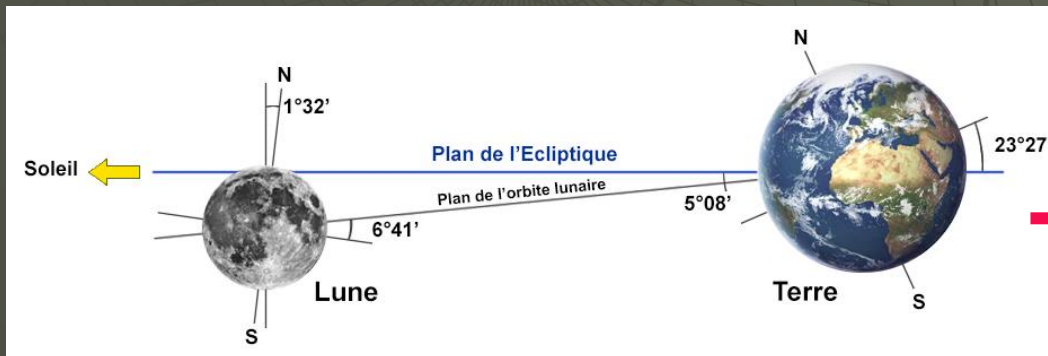 N
1°32'
N
Soleil
Plan de l'Ecliptique
23°27
Plan de l'orbite lunaire
5°08'
6°41'
Lune
Terre
S
S